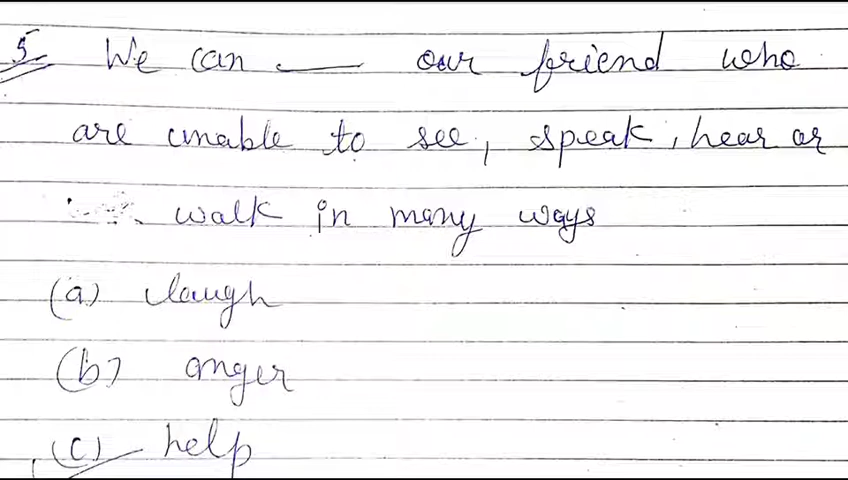 5 We can ___ our friend who
are unable to see, speak, hear or
walk in many ways
(a) laugh
(b) anger
(c) help